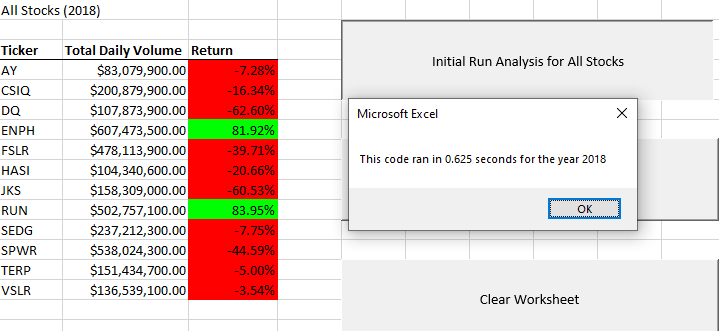 All Stocks (2018)
Ticker Total Daily Volume Return
AY $83,079,900.00 -7.28%
CSIQ $200,879,900.00 -16.34%
DQ $107,873,900.00 -62.60%
ENPH $607,473,500.00 81.92%
FSLR $478,113,900.00 -39.71%
HASI $104,340,600.00 -20.66%
JKS $158,309,000.00 -60.53%
RUN $502,757,100.00 83.95%
SEDG $237,212,300.00 -7.75%
SPWR $538,024,300.00 -44.59%
TERP $151,434,700.00 -5.00%
VSLR $136,539,100.00 -3.54%
Initial Run Analysis for All Stocks
Microsoft Excel
This code ran in 0.625 seconds for the year 2018
OK
Clear Worksheet